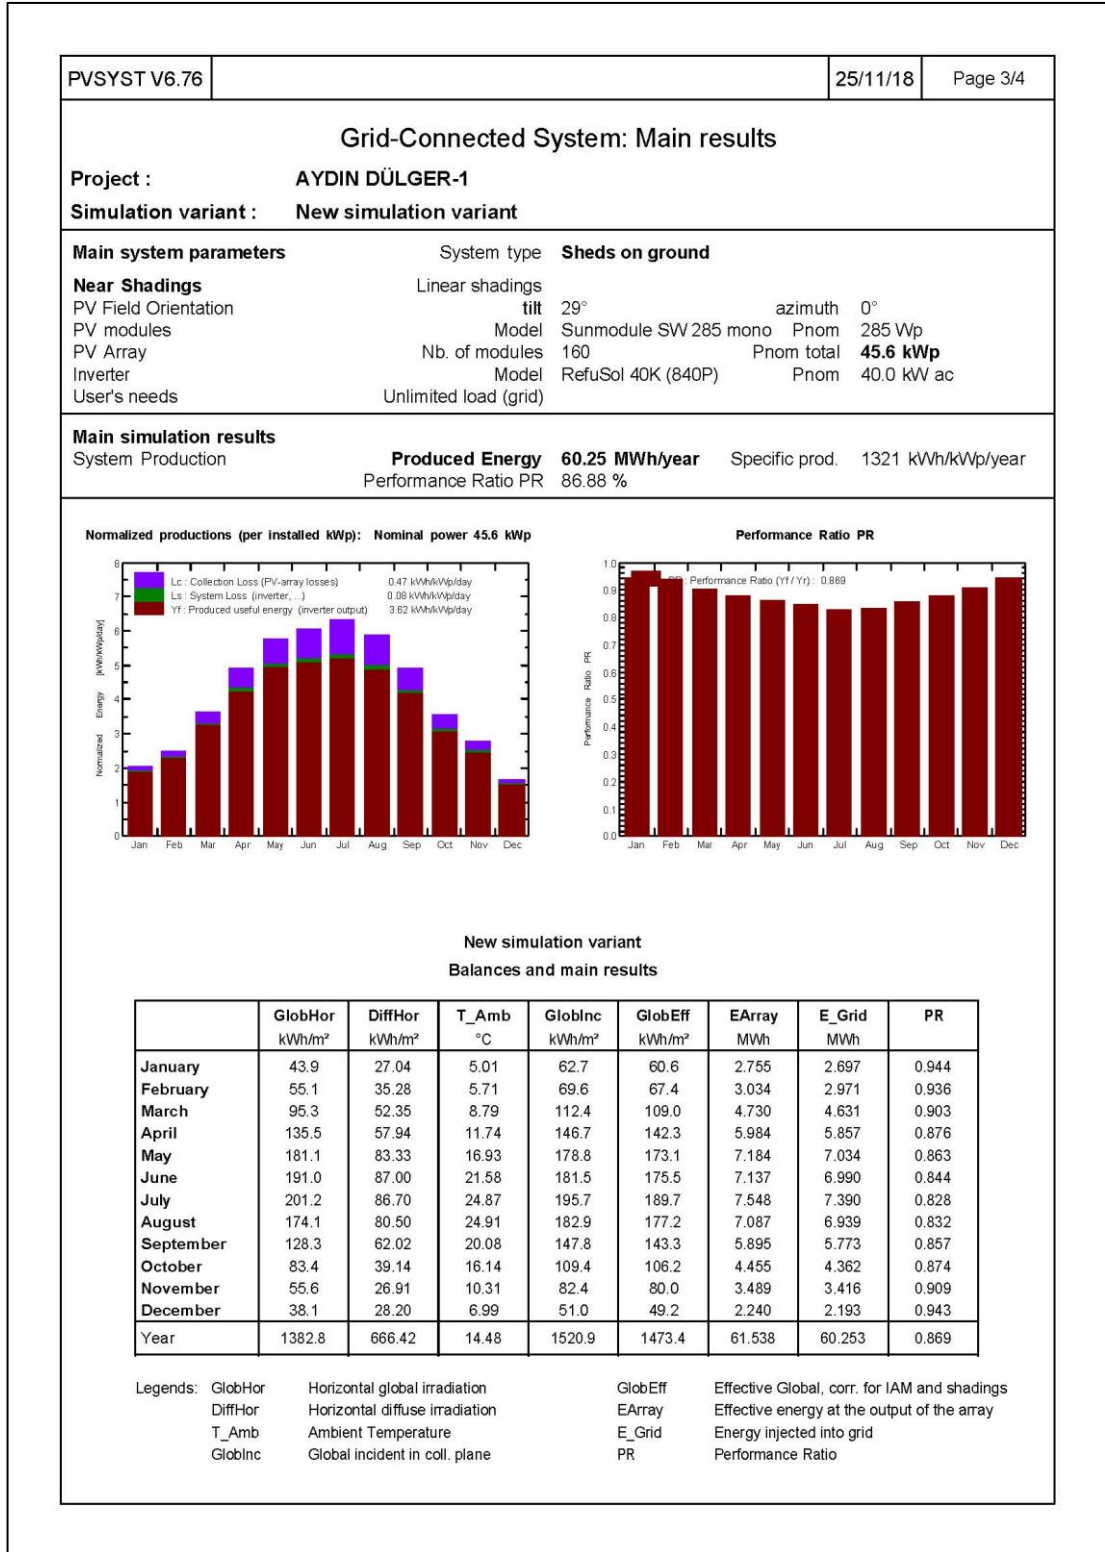 PVSYST V6.76 25/11/18 Page 3/4
Grid-Connected System: Main results
Project : AYDIN DÜLGER-1
Simulation variant : New simulation variant
Main system parameters System type Sheds on ground
Near Shadings Linear shadings
PV Field Orientation tilt 29° azimuth 0°
PV modules Model Sunmodule SW 285 mono Pnom 285 Wp
PV Array Nb. of modules 160 Pnom total 45.6 kWp
Inverter Model RefuSol 40K (840P) Pnom 40.0 kW ac
User's needs Unlimited load (grid)
Main simulation results
System Production Produced Energy 60.25 MWh/year Specific prod. 1321 kWh/kWp/year
Performance Ratio PR 86.88 %
Normalized productions (per installed kWp): Nominal power 45.6 kWp
Lc : Collection Loss (PV-array losses) 0.47 kWh/kWp/day
Ls : System Loss (inverter, ...) 0.08 kWh/kWp/day
Yf : Produced useful energy (inverter output) 3.62 kWh/kWp/day
Normalized Energy [kWh/kWp/day]
8
7
6
5
4
3
2
1
0
Jan Feb Mar Apr May Jun Jul Aug Sep Oct Nov Dec
Performance Ratio PR
: Performance Ratio (Yf / Yr) : 0.869
Performance Ratio PR
1.0
0.9
0.8
0.7
0.6
0.5
0.4
0.3
0.2
0.1
0.0
Jan Feb Mar Apr May Jun Jul Aug Sep Oct Nov Dec
New simulation variant
Balances and main results
GlobHor DiffHor T_Amb GlobInc GlobEff EArray E_Grid PR
kWh/m² kWh/m² °C kWh/m² kWh/m² MWh MWh
January 43.9 27.04 5.01 62.7 60.6 2.755 2.697 0.944
February 55.1 35.28 5.71 69.6 67.4 3.034 2.971 0.936
March 95.3 52.35 8.79 112.4 109.0 4.730 4.631 0.903
April 135.5 57.94 11.74 146.7 142.3 5.984 5.857 0.876
May 181.1 83.33 16.93 178.8 173.1 7.184 7.034 0.863
June 191.0 87.00 21.58 181.5 175.5 7.137 6.990 0.844
July 201.2 86.70 24.87 195.7 189.7 7.548 7.390 0.828
August 174.1 80.50 24.91 182.9 177.2 7.087 6.939 0.832
September 128.3 62.02 20.08 147.8 143.3 5.895 5.773 0.857
October 83.4 39.14 16.14 109.4 106.2 4.455 4.362 0.874
November 55.6 26.91 10.31 82.4 80.0 3.489 3.416 0.909
December 38.1 28.20 6.99 51.0 49.2 2.240 2.193 0.943
Year 1382.8 666.42 14.48 1520.9 1473.4 61.538 60.253 0.869
Legends: GlobHor Horizontal global irradiation GlobEff Effective Global, corr. for IAM and shadings
DiffHor Horizontal diffuse irradiation EArray Effective energy at the output of the array
T_Amb Ambient Temperature E_Grid Energy injected into grid
GlobInc Global incident in coll. plane PR Performance Ratio